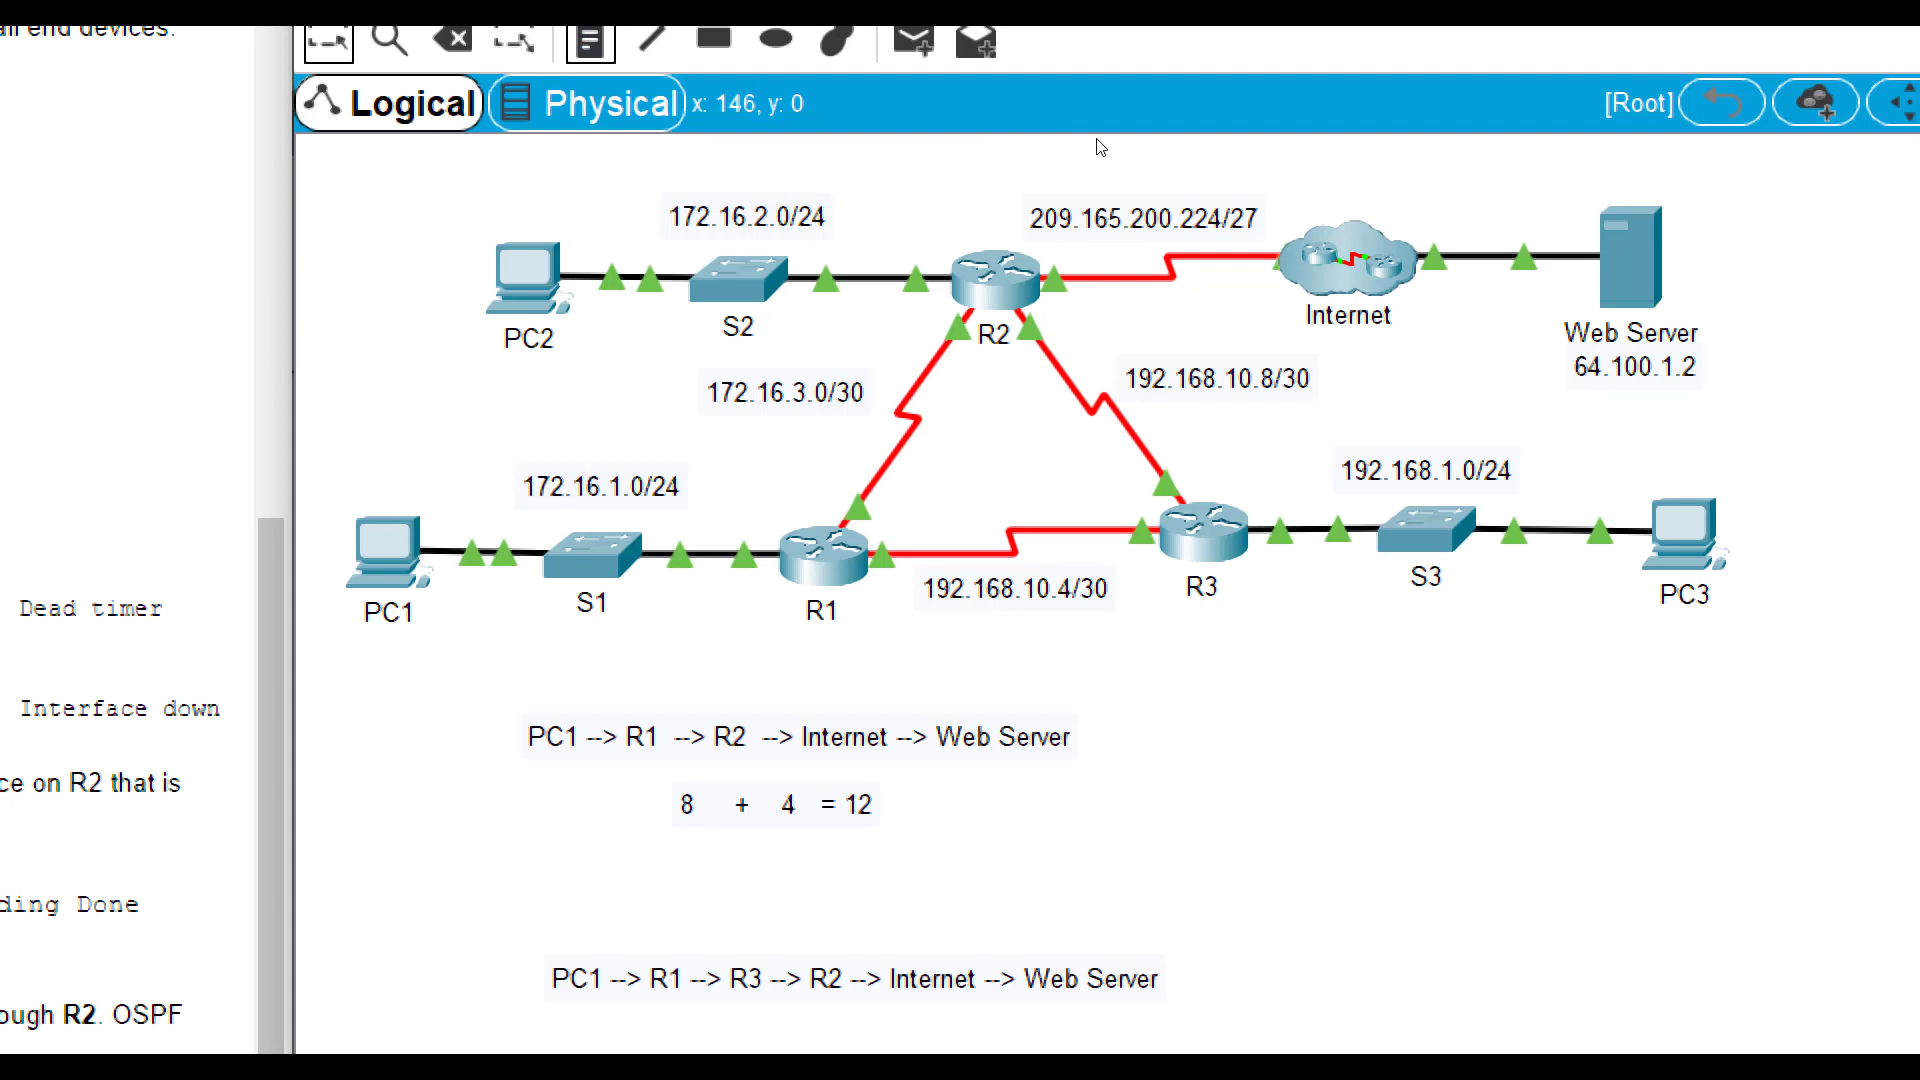 all end devices.
Logical
Physical
x: 146, y: 0
[Root]
172.16.2.0/24
209.165.200.224/27
PC2
S2
R2
Internet
Web Server
64.100.1.2
172.16.3.0/30
192.168.10.8/30
172.16.1.0/24
192.168.1.0/24
PC1
S1
R1
192.168.10.4/30
R3
S3
PC3
Dead timer
Interface down
ce on R2 that is
ding Done
ough R2. OSPF
PC1 --> R1 --> R2 --> Internet --> Web Server
8 + 4 = 12
PC1 --> R1 --> R3 --> R2 --> Internet --> Web Server